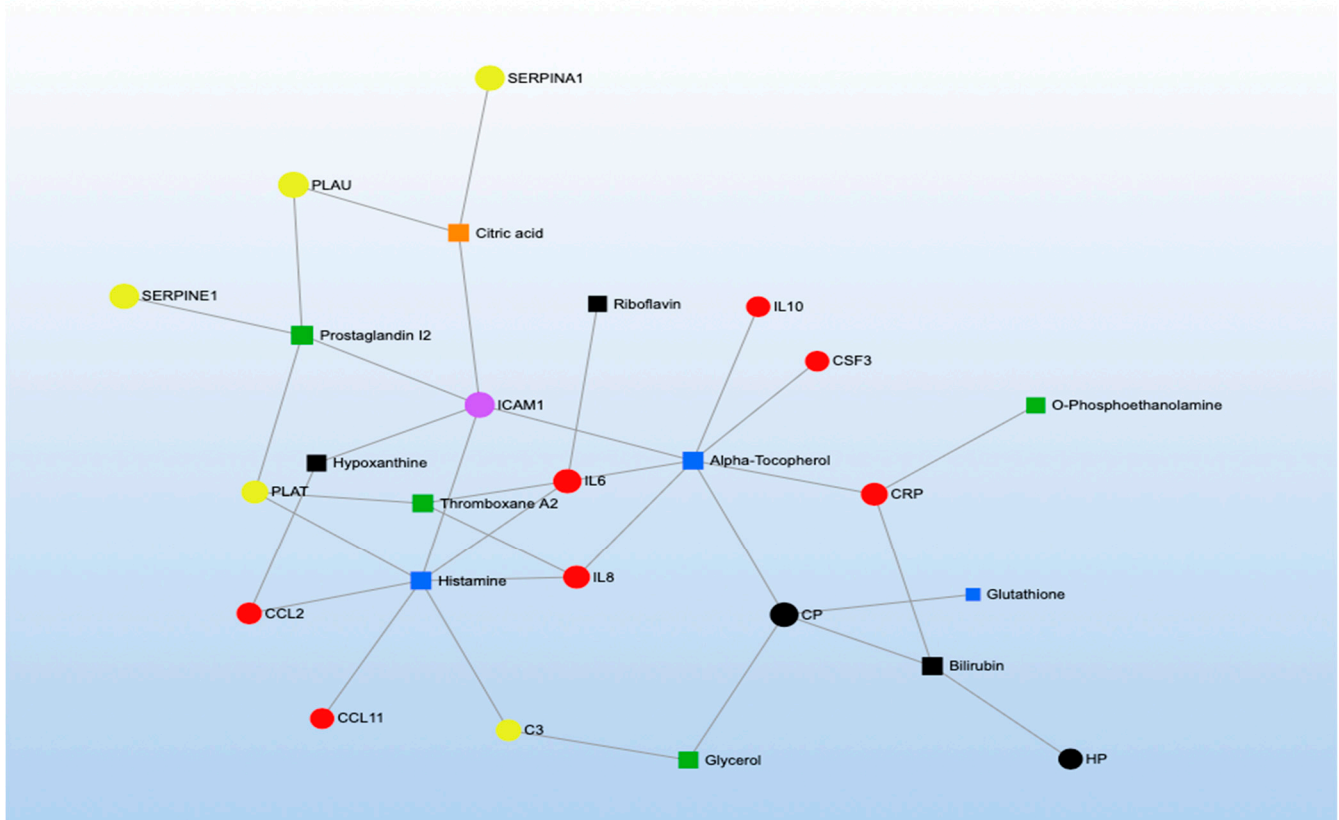 SERPINA1
PLAU
Citric acid
SERPINE1
Riboflavin
IL10
Prostaglandin I2
CSF3
ICAM1
O-Phosphoethanolamine
Hypoxanthine
Alpha-Tocopherol
IL6
PLAT
CRP
Thromboxane A2
IL8
Histamine
Glutathione
CCL2
CP
Bilirubin
CCL11
C3
Glycerol
HP